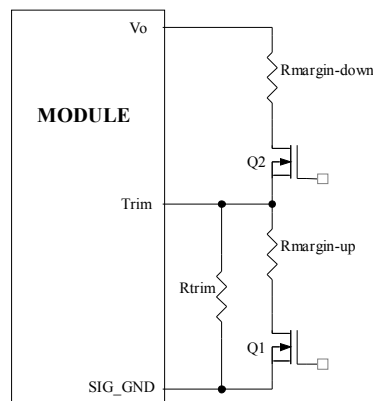 Vo
Rmargin-down
MODULE
Q2
Trim
Rmargin-up
Rtrim
Q1
SIG_GND